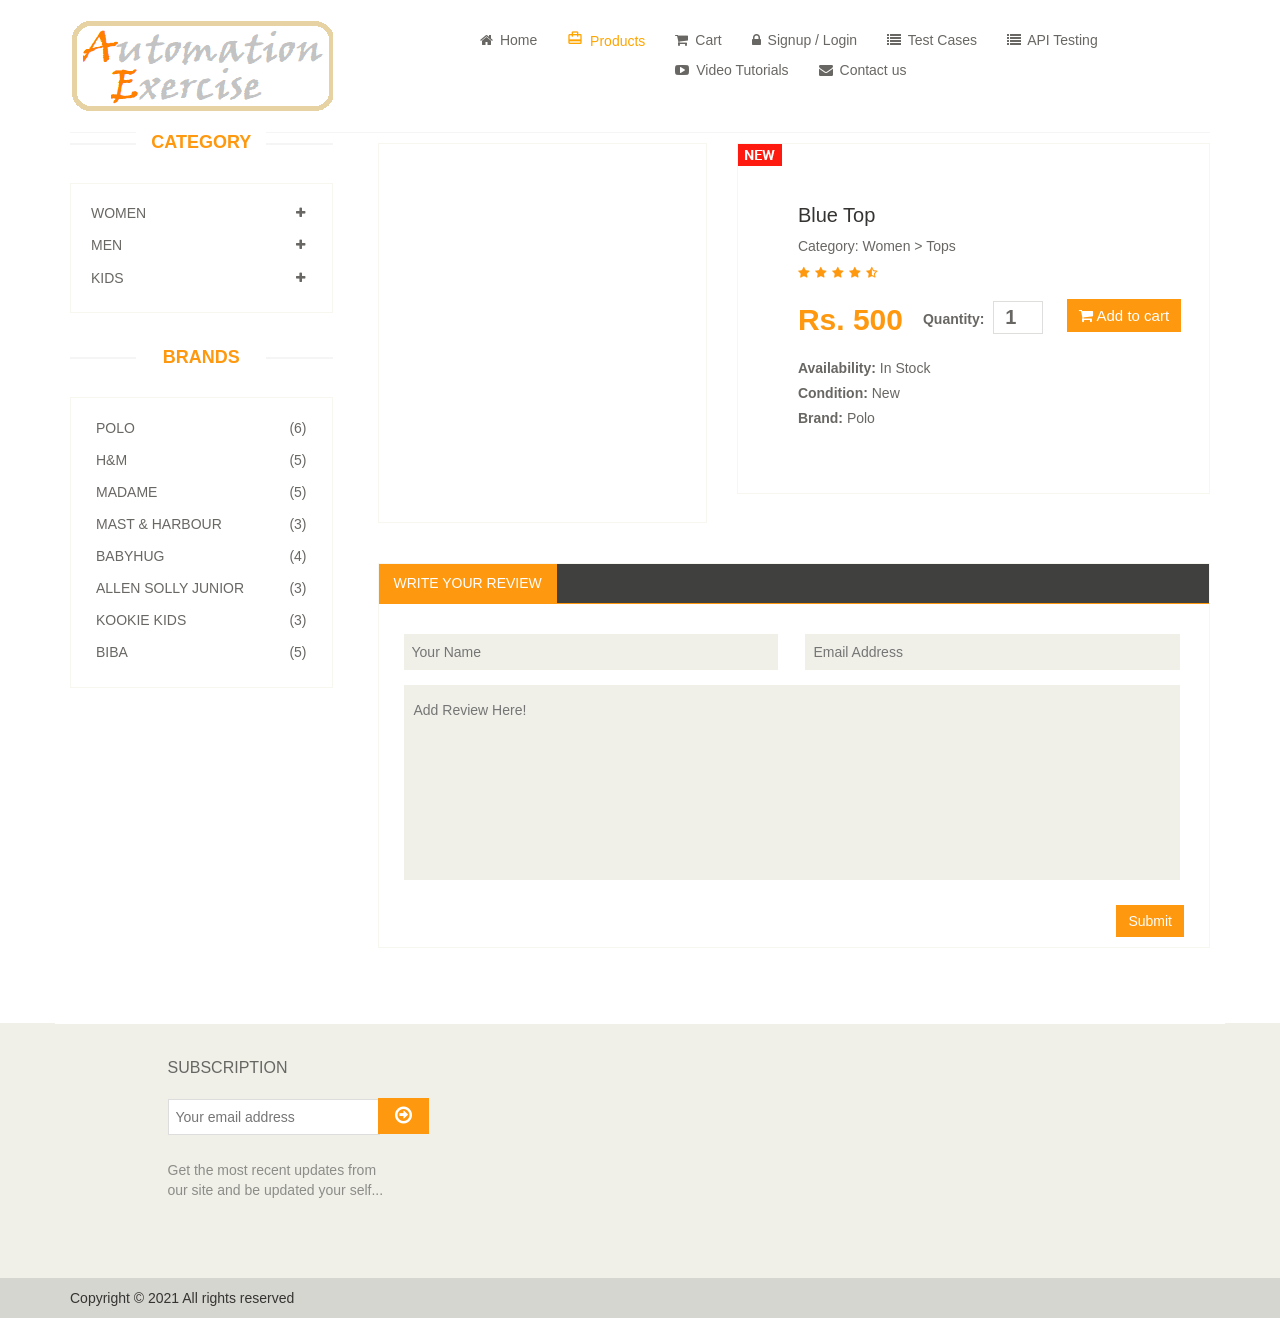 Automation
Exercise
Home
Products
Cart
Signup / Login
Test Cases
API Testing
Video Tutorials
Contact us
CATEGORY
WOMEN
MEN
KIDS
BRANDS
POLO (6)
H&M (5)
MADAME (5)
MAST & HARBOUR (3)
BABYHUG (4)
ALLEN SOLLY JUNIOR (3)
KOOKIE KIDS (3)
BIBA (5)
NEW
Blue Top
Category: Women > Tops
Rs. 500 Quantity: 1 Add to cart
Availability: In Stock
Condition: New
Brand: Polo
WRITE YOUR REVIEW
Your Name
Email Address
Add Review Here!
Submit
SUBSCRIPTION
Your email address
Get the most recent updates from
our site and be updated your self...
Copyright © 2021 All rights reserved